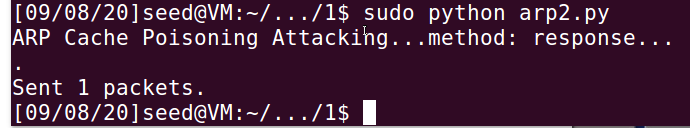 [09/08/20]seed@VM:~/.../1$ sudo python arp2.py
ARP Cache Poisoning Attacking...method: response...
.
Sent 1 packets.
[09/08/20]seed@VM:~/.../1$